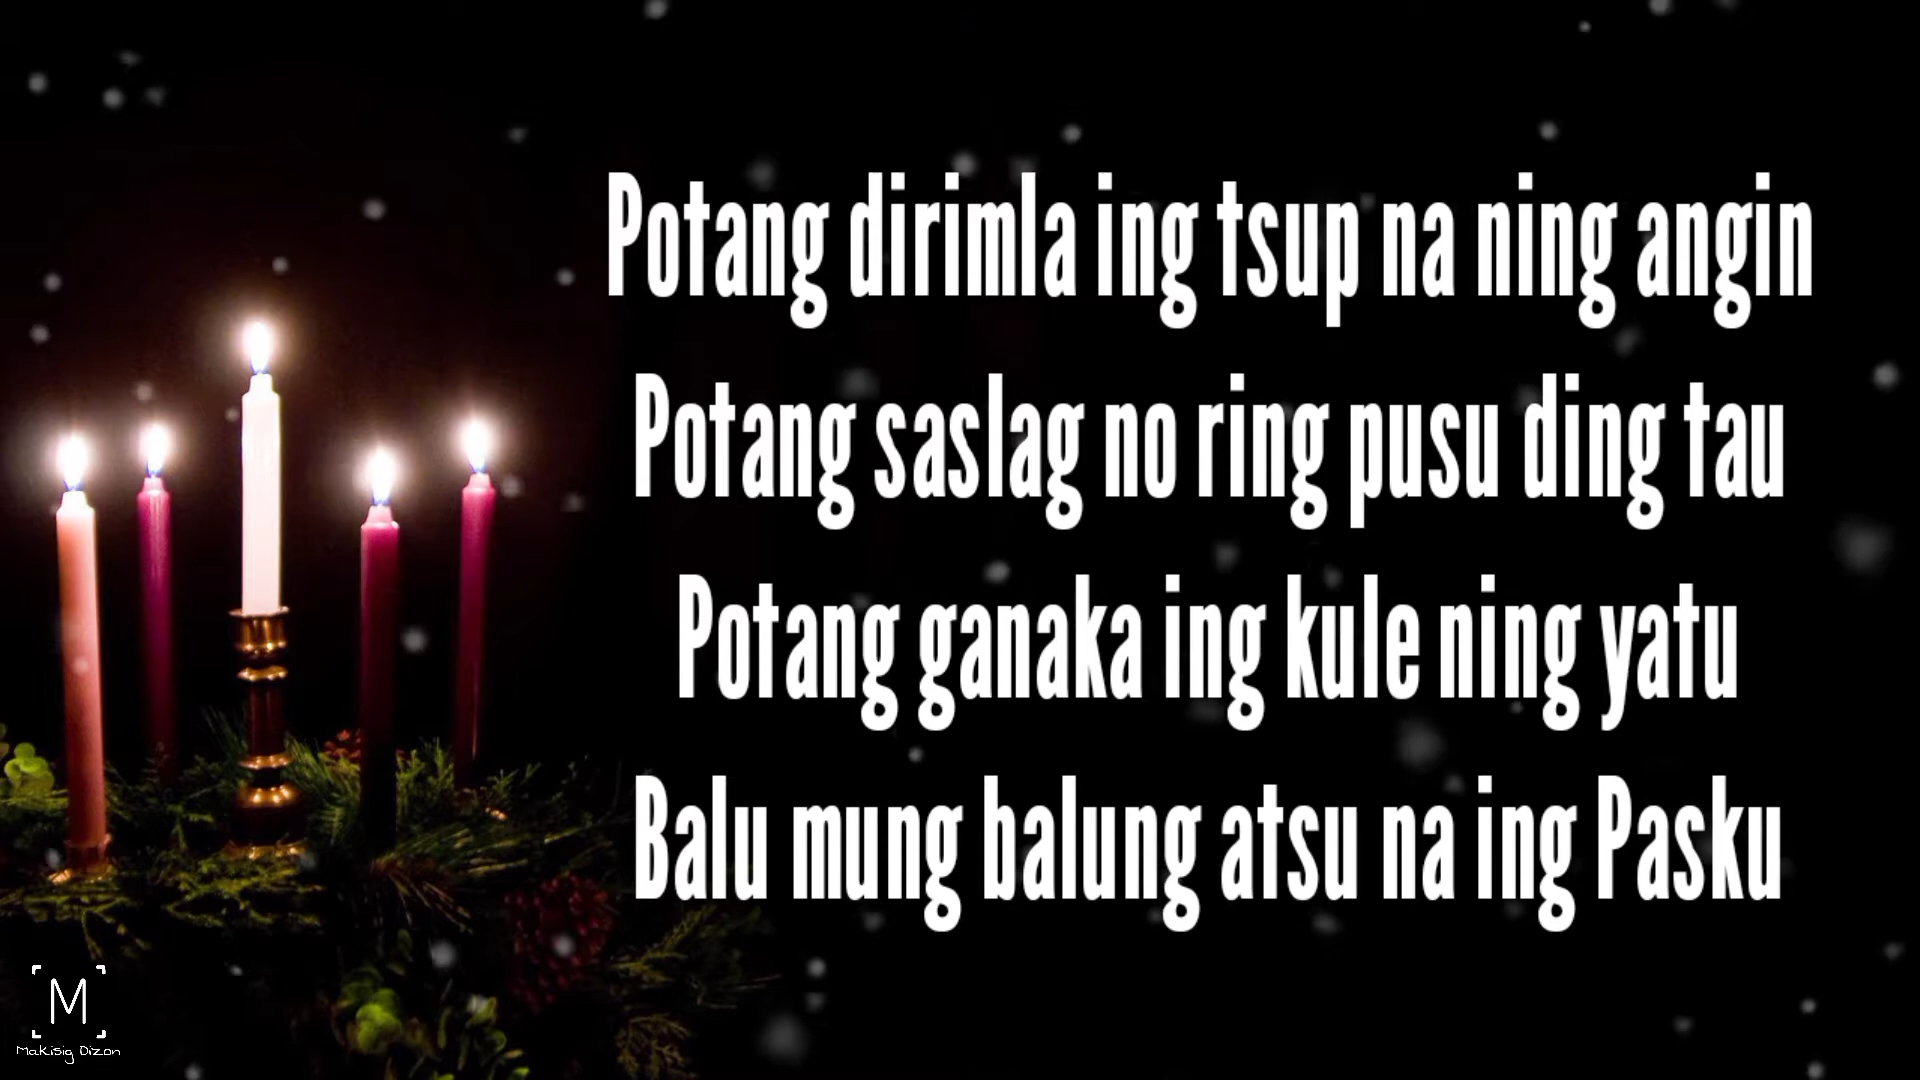 Potang dirimla ing tsup na ning angin
Potang saslag no ring pusu ding tau
Potang ganaka ing kule ning yatu
Balu mung balung atsu na ing Pasku
M
Makisig Dizon